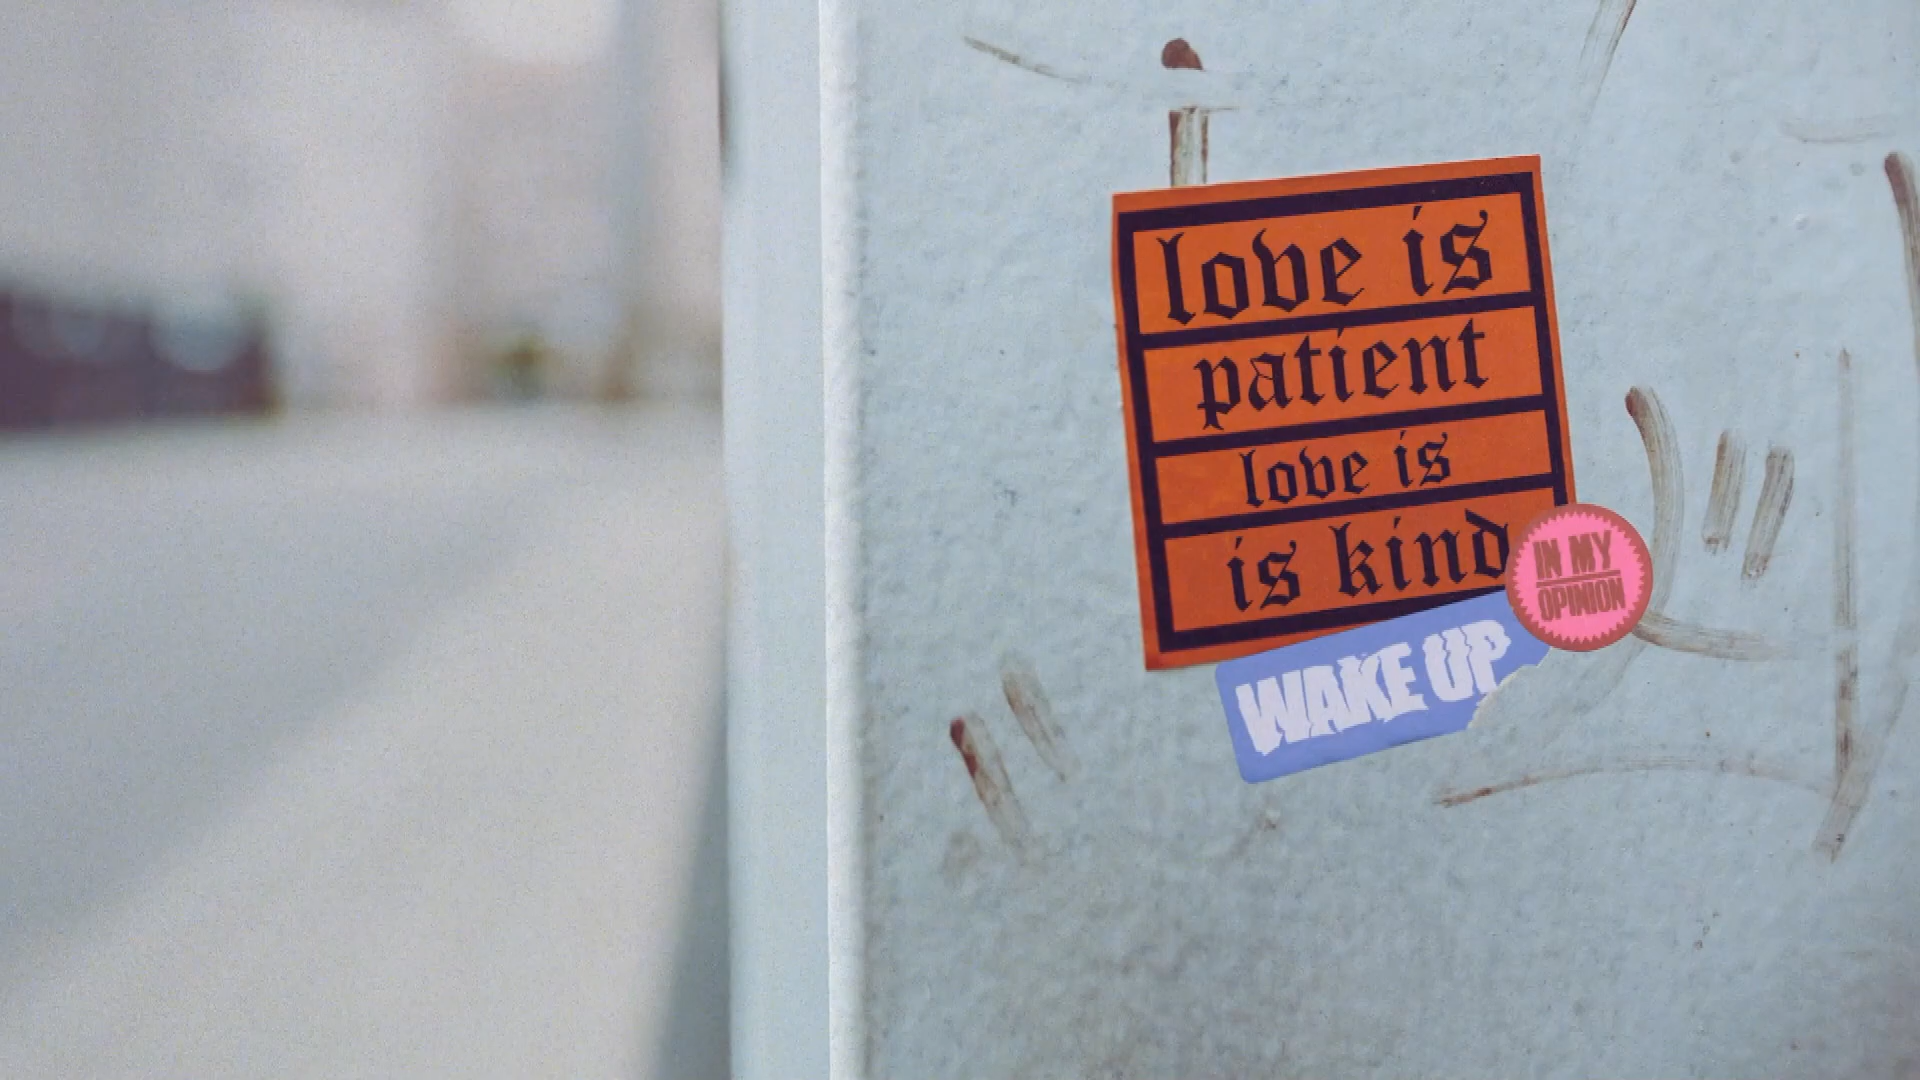 love is
patient
love is
is kind
IN MY
OPINION
WAKE UP